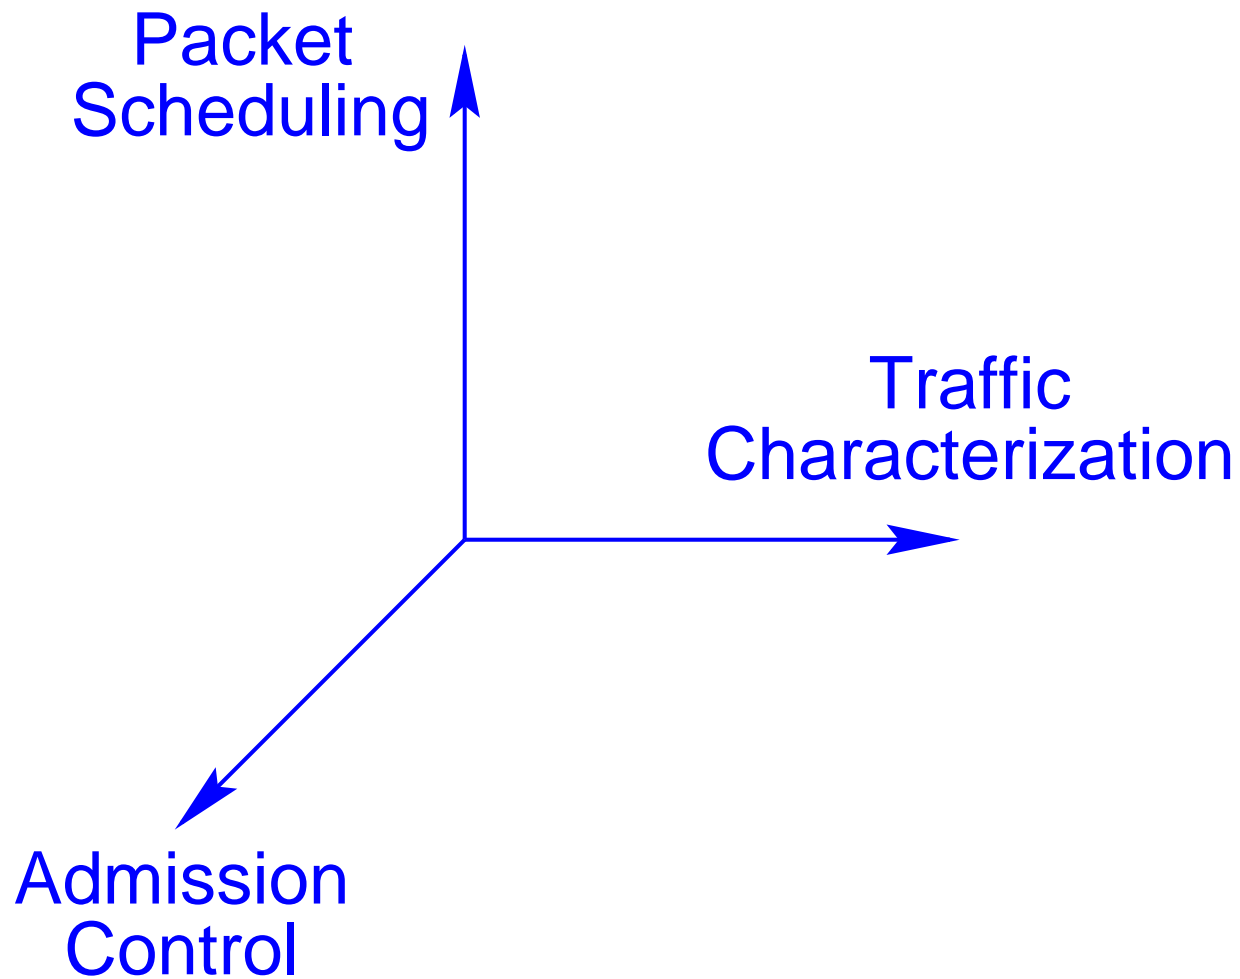 Packet
Scheduling
Traffic
Characterization
Admission
Control